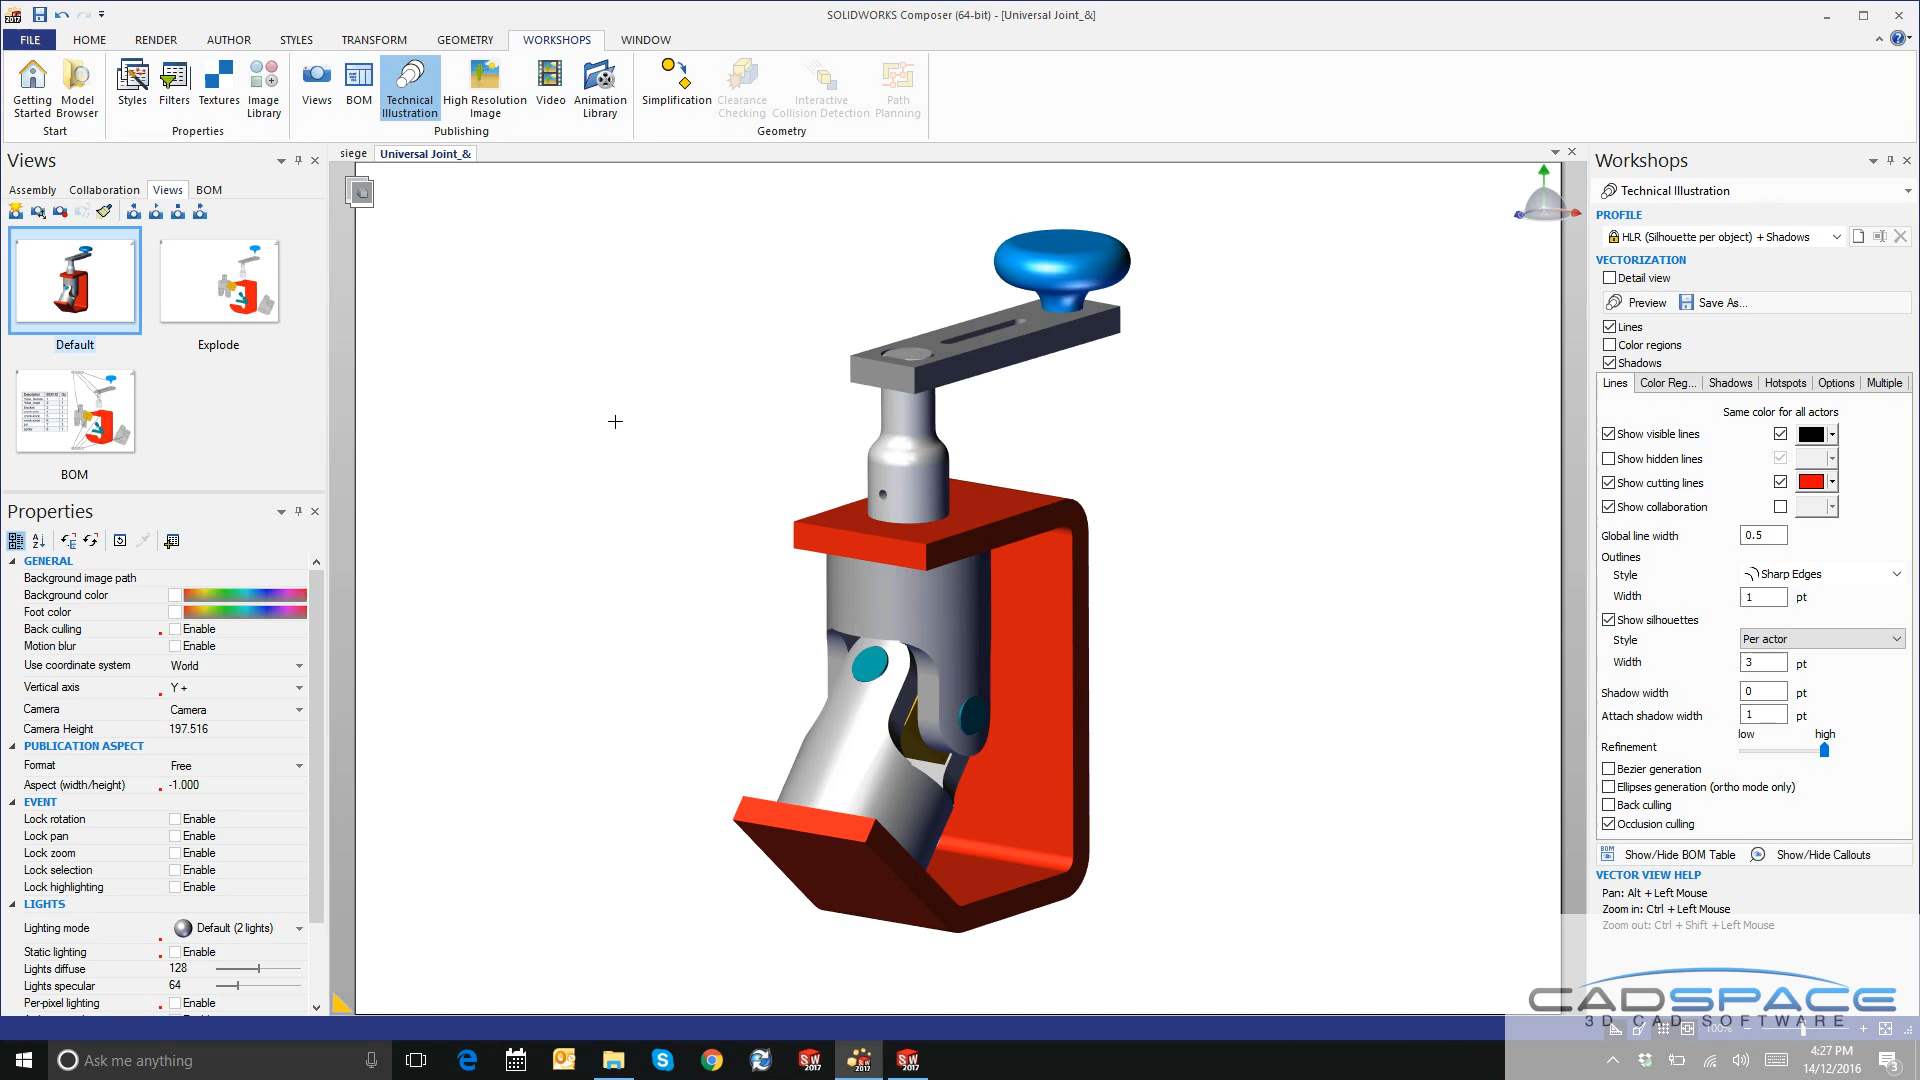 SOLIDWORKS Composer (64-bit) - [Universal Joint_&]
FILE HOME RENDER AUTHOR STYLES TRANSFORM GEOMETRY WORKSHOPS WINDOW
Getting Started Model Browser Styles Filters Textures Image Library Views BOM Technical Illustration High Resolution Image Video Animation Library Simplification Clearance Checking Interactive Collision Detection Path Planning
Start Properties Publishing Geometry
Views
Assembly Collaboration Views BOM
Default
Explode
BOM
Properties
GENERAL
Background image path
Background color
Foot color
Back culling Enable
Motion blur Enable
Use coordinate system World
Vertical axis Y +
Camera Camera
Camera Height 197.516
PUBLICATION ASPECT
Format Free
Aspect (width/height) -1.000
EVENT
Lock rotation Enable
Lock pan Enable
Lock zoom Enable
Lock selection Enable
Lock highlighting Enable
LIGHTS
Lighting mode Default (2 lights)
Static lighting Enable
Lights diffuse 128
Lights specular 64
Per-pixel lighting Enable
siege Universal Joint_&
Workshops
Technical Illustration
PROFILE
HLR (Silhouette per object) + Shadows
VECTORIZATION
Detail view
Preview Save As...
Lines
Color regions
Shadows
Lines Color Reg... Shadows Hotspots Options Multiple
Same color for all actors
Show visible lines
Show hidden lines
Show cutting lines
Show collaboration
Global line width 0.5
Outlines
Style Sharp Edges
Width 1 pt
Show silhouettes
Style Per actor
Width 3 pt
Shadow width 0 pt
Attach shadow width 1 pt
low high
Refinement
Bezier generation
Ellipses generation (ortho mode only)
Back culling
Occlusion culling
Show/Hide BOM Table Show/Hide Callouts
VECTOR VIEW HELP
Pan: Alt + Left Mouse
Zoom in: Ctrl + Left Mouse
Zoom out: Ctrl + Shift + Left Mouse
CADSPACE
3D CAD SOFTWARE
100%
Ask me anything
4:27 PM
14/12/2016
3